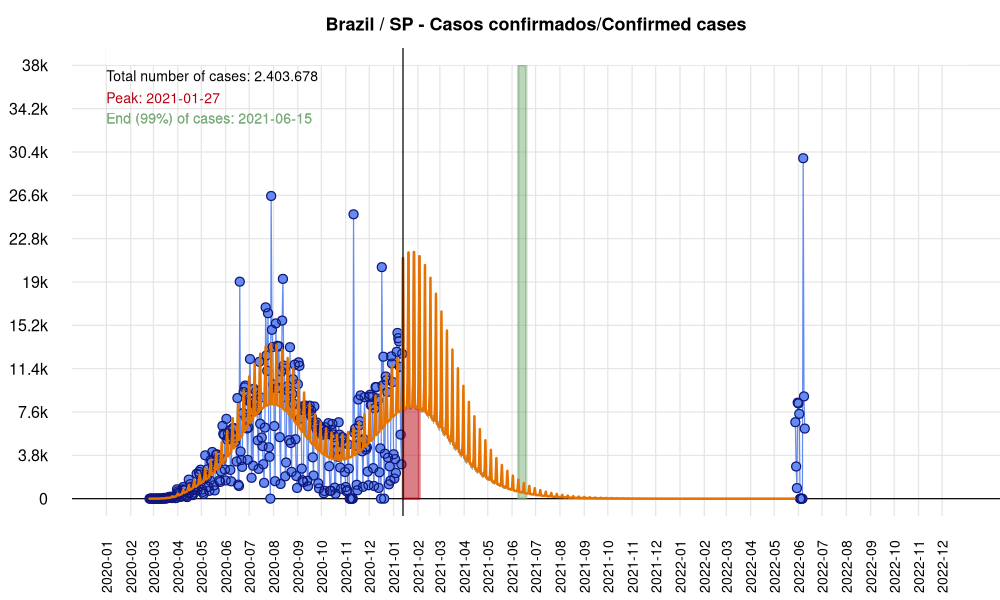 Brazil / SP - Casos confirmados/Confirmed cases
38k
Total number of cases: 2.403.678
Peak: 2021-01-27
End (99%) of cases: 2021-06-15
34.2k
30.4k
26.6k
22.8k
19k
15.2k
11.4k
7.6k
3.8k
0
2020-01
2020-02
2020-03
2020-04
2020-05
2020-06
2020-07
2020-08
2020-09
2020-10
2020-11
2020-12
2021-01
2021-02
2021-03
2021-04
2021-05
2021-06
2021-07
2021-08
2021-09
2021-10
2021-11
2021-12
2022-01
2022-02
2022-03
2022-04
2022-05
2022-06
2022-07
2022-08
2022-09
2022-10
2022-11
2022-12